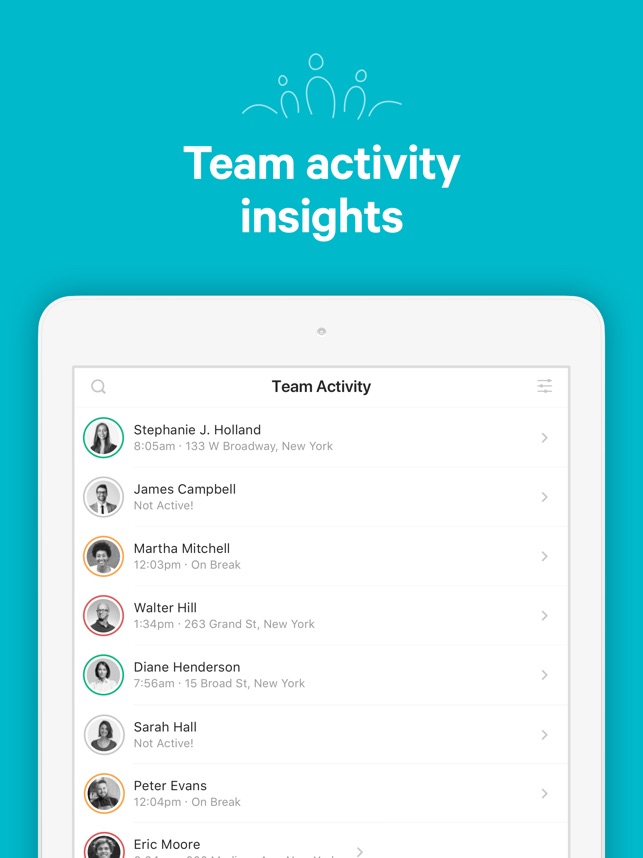 Team activity
insights
Team Activity
Stephanie J. Holland
8:05am · 133 W Broadway, New York
James Campbell
Not Active!
Martha Mitchell
12:03pm · On Break
Walter Hill
1:34pm · 263 Grand St, New York
Diane Henderson
7:56am · 15 Broad St, New York
Sarah Hall
Not Active!
Peter Evans
12:04pm · On Break
Eric Moore